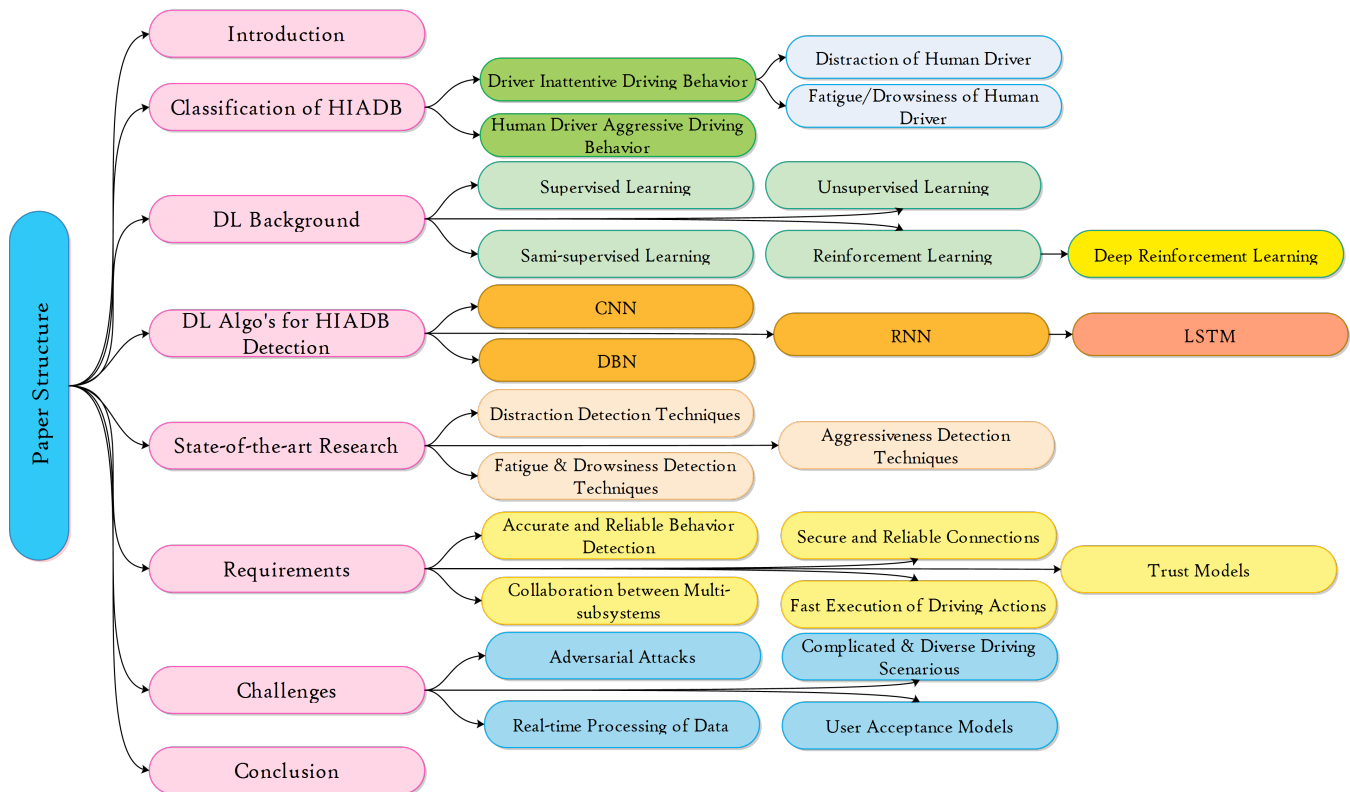 Paper Structure
Introduction
Classification of HIADB
Driver Inattentive Driving Behavior
Distraction of Human Driver
Fatigue/Drowsiness of Human
Driver
Human Driver Aggressive Driving
Behavior
DL Background
Supervised Learning
Unsupervised Learning
Sami-supervised Learning
Reinforcement Learning
Deep Reinforcement Learning
DL Algo's for HIADB
Detection
CNN
RNN
LSTM
DBN
State-of-the-art Research
Distraction Detection Techniques
Aggressiveness Detection
Techniques
Fatigue & Drowsiness Detection
Techniques
Requirements
Accurate and Reliable Behavior
Detection
Secure and Reliable Connections
Trust Models
Collaboration between Multi-
subsystems
Fast Execution of Driving Actions
Challenges
Adversarial Attacks
Complicated & Diverse Driving
Scenarious
Real-time Processing of Data
User Acceptance Models
Conclusion